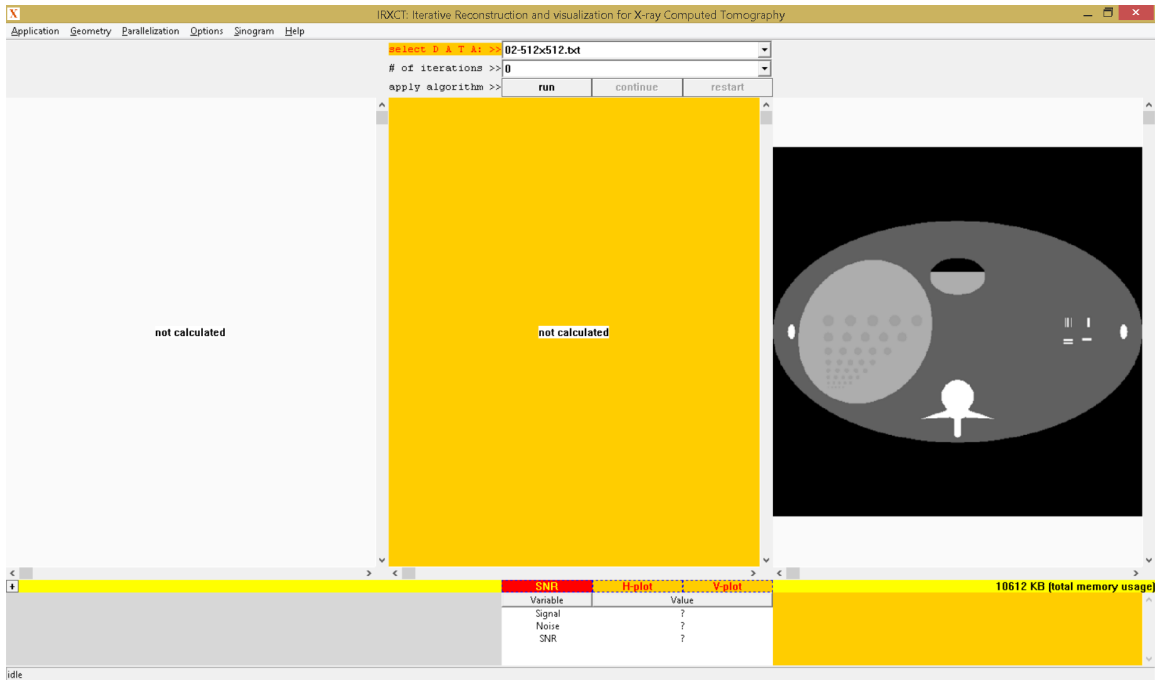 X IRXCT: Iterative Reconstruction and visualization for X-ray Computed Tomography
Application Geometry Parallelization Options Sinogram Help
select D A T A: >> 02-512x512.txt
# of iterations >> 0
apply algorithm >> run continue restart
not calculated not calculated
+ SNR H-plot V-plot 10612 KB (total memory usage)
Variable Value
Signal ?
Noise ?
SNR ?
idle